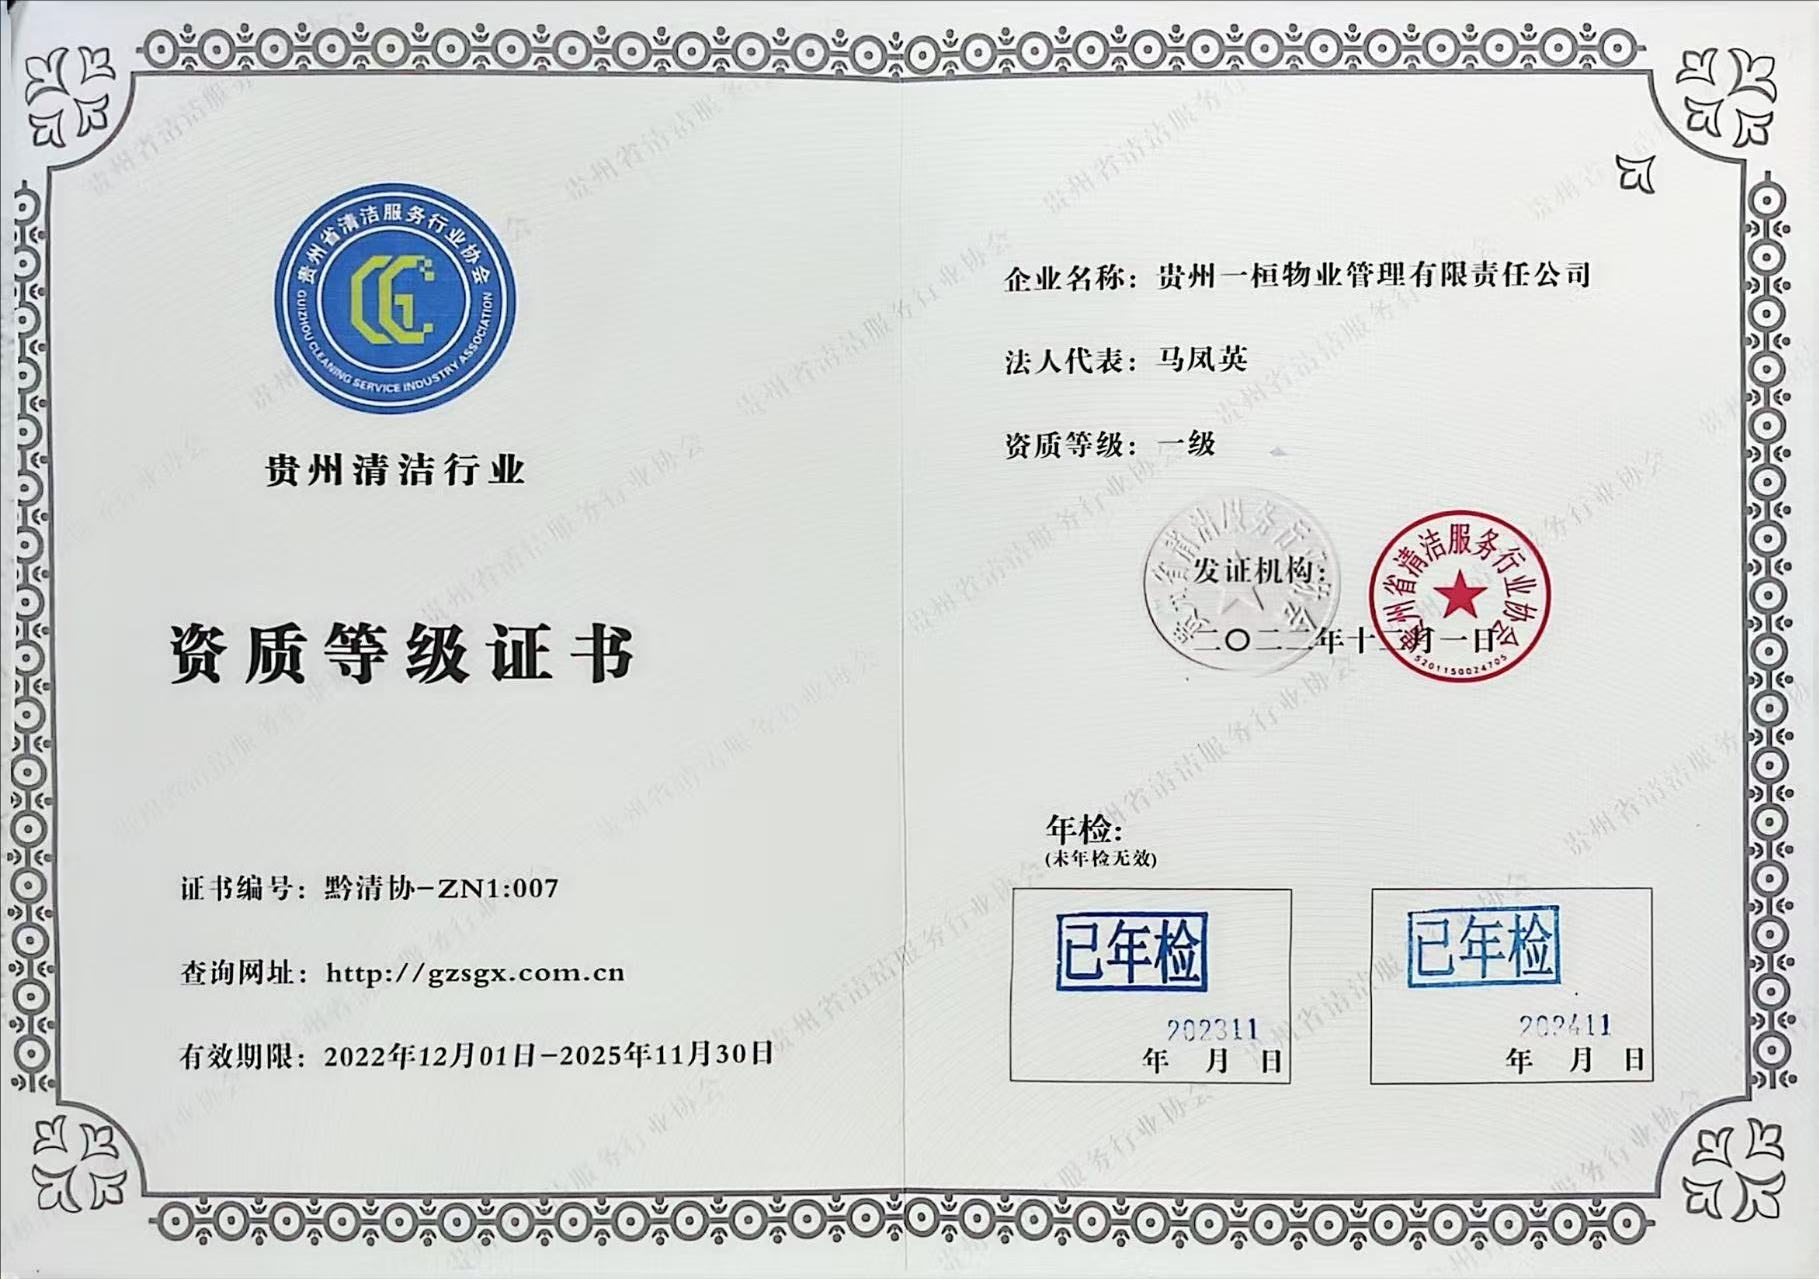 贵州省清洁服务行业协会
GUIZHOU CLEANING SERVICE INDUSTRY ASSOCIATION
贵州清洁行业
资质等级证书
证书编号：黔清协-ZN1:007
查询网址：http://gzsgx.com.cn
有效期限：2022年12月01日-2025年11月30日
企业名称：贵州一桓物业管理有限责任公司
法人代表：马凤英
资质等级：一级
发证机构：
二〇二二年十二月一日
贵州省清洁服务行业协会
5201150024705
年检：
(未年检无效)
已年检
202311
年 月 日
已年检
202411
年 月 日